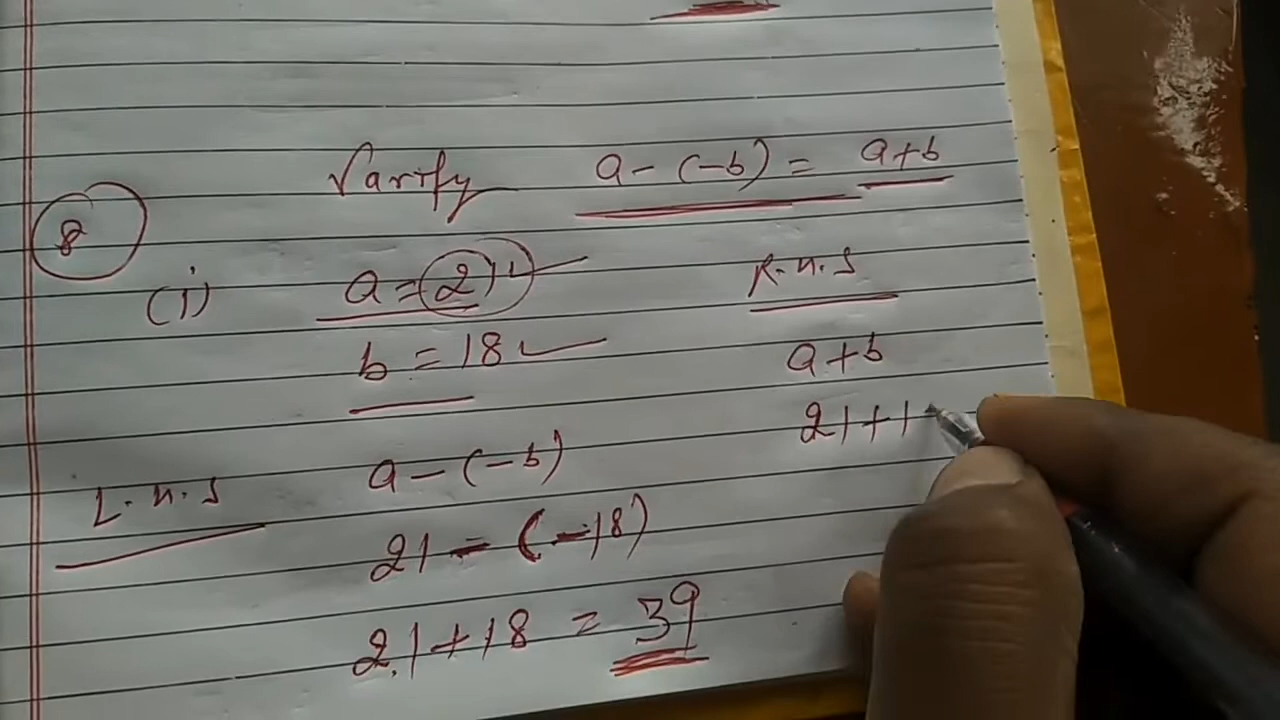 Varify a - (-b) = a+b
8
(i) a = 21
b = 18
L.H.S a - (-b)
21 - (-18)
21 + 18 = 39
R.H.S
a + b
21 + 1